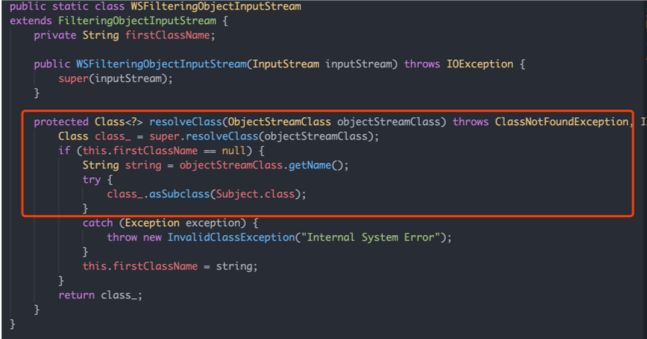 public static class WSFilteringObjectInputStream
extends FilteringObjectInputStream {
private String firstClassName;
public WSFilteringObjectInputStream(InputStream inputStream) throws IOException {
super(inputStream);
}
protected Class<?> resolveClass(ObjectStreamClass objectStreamClass) throws ClassNotFoundException, I
Class class_ = super.resolveClass(objectStreamClass);
if (this.firstClassName == null) {
String string = objectStreamClass.getName();
try {
class_.asSubclass(Subject.class);
}
catch (Exception exception) {
throw new InvalidClassException("Internal System Error");
}
this.firstClassName = string;
}
return class_;
}
}